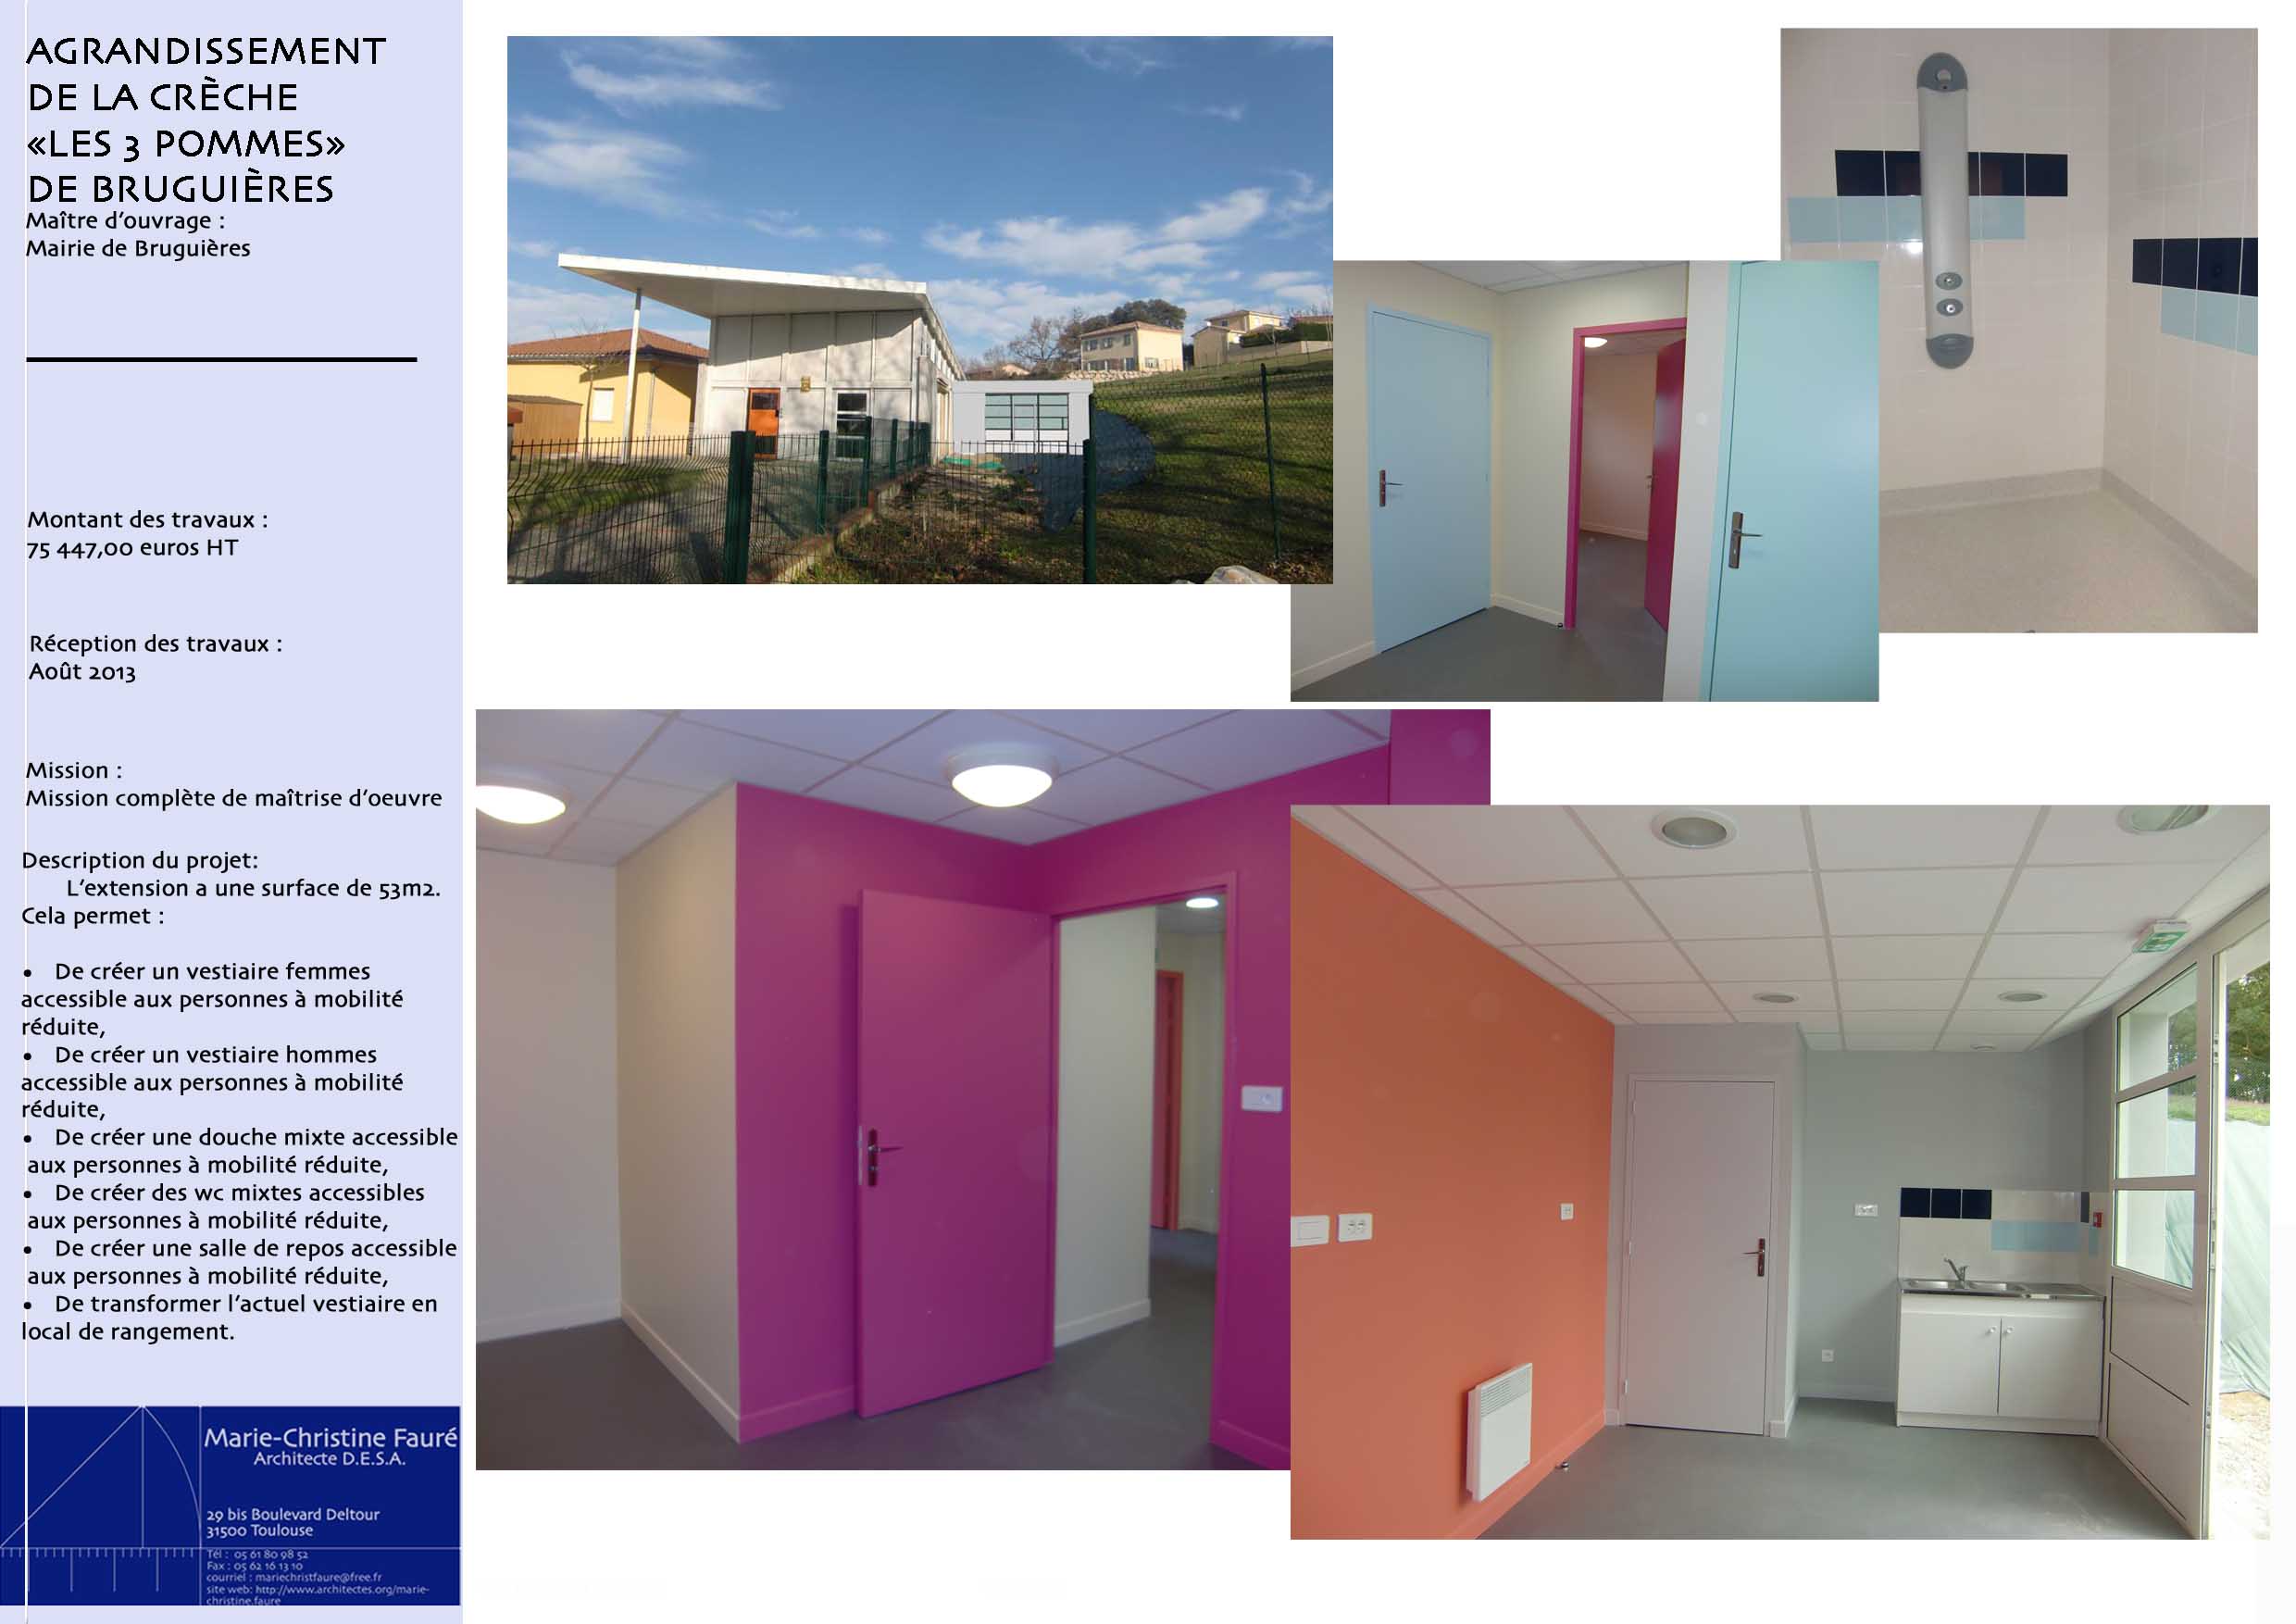 AGRANDISSEMENT
DE LA CRÈCHE
«LES 3 POMMES»
DE BRUGUIÈRES
Maître d'ouvrage :
Mairie de Bruguières
Montant des travaux :
75 447,00 euros HT
Réception des travaux :
Août 2013
Mission :
Mission complète de maîtrise d'oeuvre
Description du projet:
L'extension a une surface de 53m2.
Cela permet :
• De créer un vestiaire femmes
accessible aux personnes à mobilité
réduite,
• De créer un vestiaire hommes
accessible aux personnes à mobilité
réduite,
• De créer une douche mixte accessible
aux personnes à mobilité réduite,
• De créer des wc mixtes accessibles
aux personnes à mobilité réduite,
• De créer une salle de repos accessible
aux personnes à mobilité réduite,
• De transformer l'actuel vestiaire en
local de rangement.
Marie-Christine Fauré
Architecte D.E.S.A.
29 bis Boulevard Deltour
31500 Toulouse
Tél : 05 61 80 98 52
Fax : 05 62 16 13 10
courriel : mariechristfaure@free.fr
site web: http://www.architectes.org/marie-
christine.faure